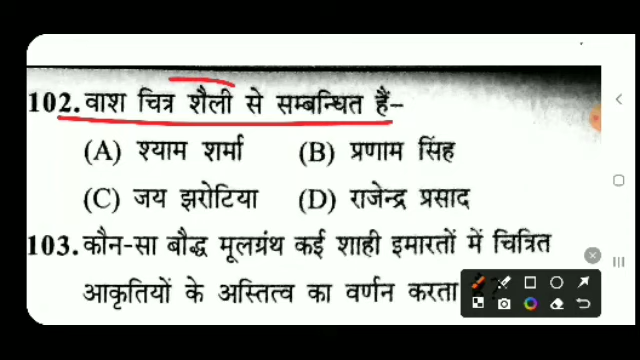 102. वाश चित्र शैली से सम्बन्धित हैं-
(A) श्याम शर्मा (B) प्रणाम सिंह
(C) जय झरोटिया (D) राजेन्द्र प्रसाद
103. कौन-सा बौद्ध मूलग्रंथ कई शाही इमारतों में चित्रित
आकृतियों के अस्तित्व का वर्णन करता